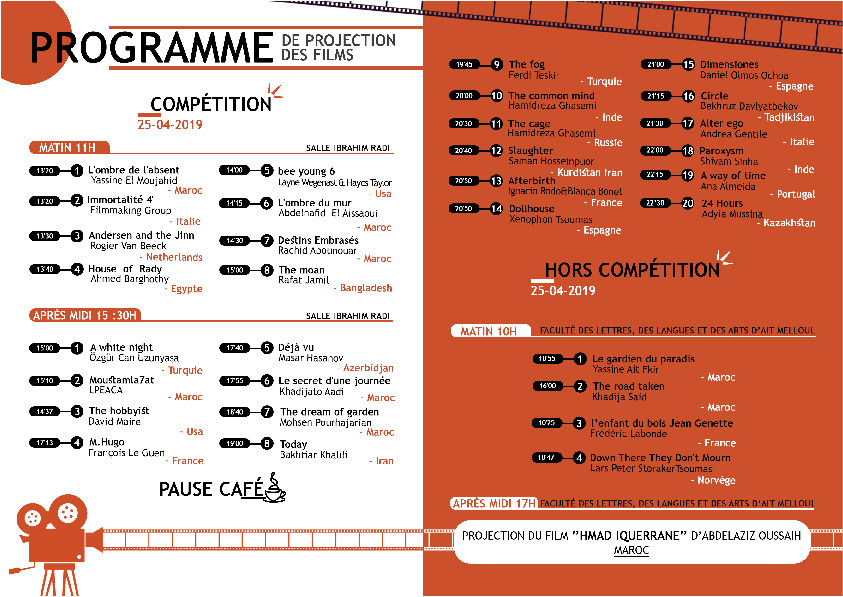 PROGRAMME
DE PROJECTION
DES FILMS
COMPÉTITION
25-04-2019
MATIN 11H
SALLE IBRAHIM RADI
13'20 1 L'ombre de l'absent
Yassine El Moujahid
- Maroc
13'20 2 Immortalité 4'
Filmmaking Group
- Italie
13'30 3 Andersen and the Jinn
Rogier Van Beeck
- Netherlands
13'40 4 House of Rady
Ahmed Barghothy
- Egypte
14'00 5 bee young 6
Layne Wegenast & Hayes Taylor
Usa
14'15 6 L'ombre du mur
Abdelnafid El Aissaoui
- Maroc
14'30 7 Destins Embrasés
Rachid Abounouar
- Maroc
15'00 8 The moan
Rafat Jamil
- Bangladesh
APRÈS MIDI 15 :30H
SALLE IBRAHIM RADI
15'00 1 A white night
Özgür Can Uzunyasa
- Turquie
15'10 2 Moustamla7at
LPEACA
- Maroc
14'37 3 The hobbyist
David Maire
- Usa
17'13 4 M.Hugo
François Le Guen
- France
17'40 5 Déjà vu
Masar Hasanov
- Azerbidjan
17'55 6 Le secret d'une journée
Khadijato Aadi
- Maroc
18'40 7 The dream of garden
Mohsen Pourhajarian
- Maroc
19'00 8 Today
Bakhtiar Khalili
- Iran
PAUSE CAFÉ
19'45 9 The fog
Ferdi Teskir
- Turquie
20'00 10 The common mind
Hamidreza Ghasemi
- Inde
20'30 11 The cage
Hamidreza Ghasemi
- Russie
20'40 12 Slaughter
Saman Hosseinpuor
- Kurdistan Iran
20'50 13 Afterbirth
Ignacio Rodo&Blanca Bonet
- France
20'50 14 Dollhouse
Xenophon Tsoumas
- Espagne
21'00 15 Dimensiones
Daniel Olmos Ochoa
- Espagne
21'15 16 Circle
Bekhruz Davlyatbekov
- Tadjikistan
21'30 17 Alter ego
Andrea Gentile
- Italie
22'00 18 Paroxysm
Shivam Sinha
- Inde
22'15 19 A way of time
Ana Almeida
- Portugal
22'30 20 24 Hours
Adyia Mussina
- Kazakhstan
HORS COMPÉTITION
25-04-2019
MATIN 10H
FACULTÉ DES LETTRES, DES LANGUES ET DES ARTS D'AIT MELLOUL
10'55 1 Le gardien du paradis
Yassine Ait Fkir
- Maroc
16'00 2 The road taken
Khadija Said
- Maroc
10'25 3 l'enfant du bois Jean Genette
Frédéric Labonde
- France
10'47 4 Down There They Don't Mourn
Lars Peter StorakerTsoumas
- Norvège
APRÈS MIDI 17H
FACULTÉ DES LETTRES, DES LANGUES ET DES ARTS D'AIT MELLOUL
PROJECTION DU FILM "HMAD IQUERRANE" D'ABDELAZIZ OUSSAIH
MAROC